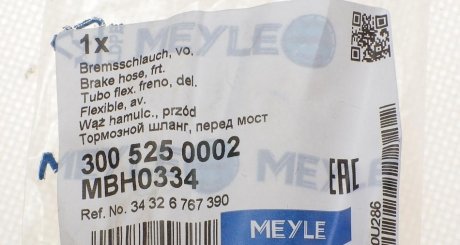 MEYLE
1x
Bremsschlauch, vo.
Brake hose, frt.
Tubo flex. freno, del.
Flexible, av.
Wąż hamulc., przód
Тормозной шланг, перед мост
300 525 0002
MBH0334
Ref. No. 34 32 6 767 390
EAC
MEYLE
0U286